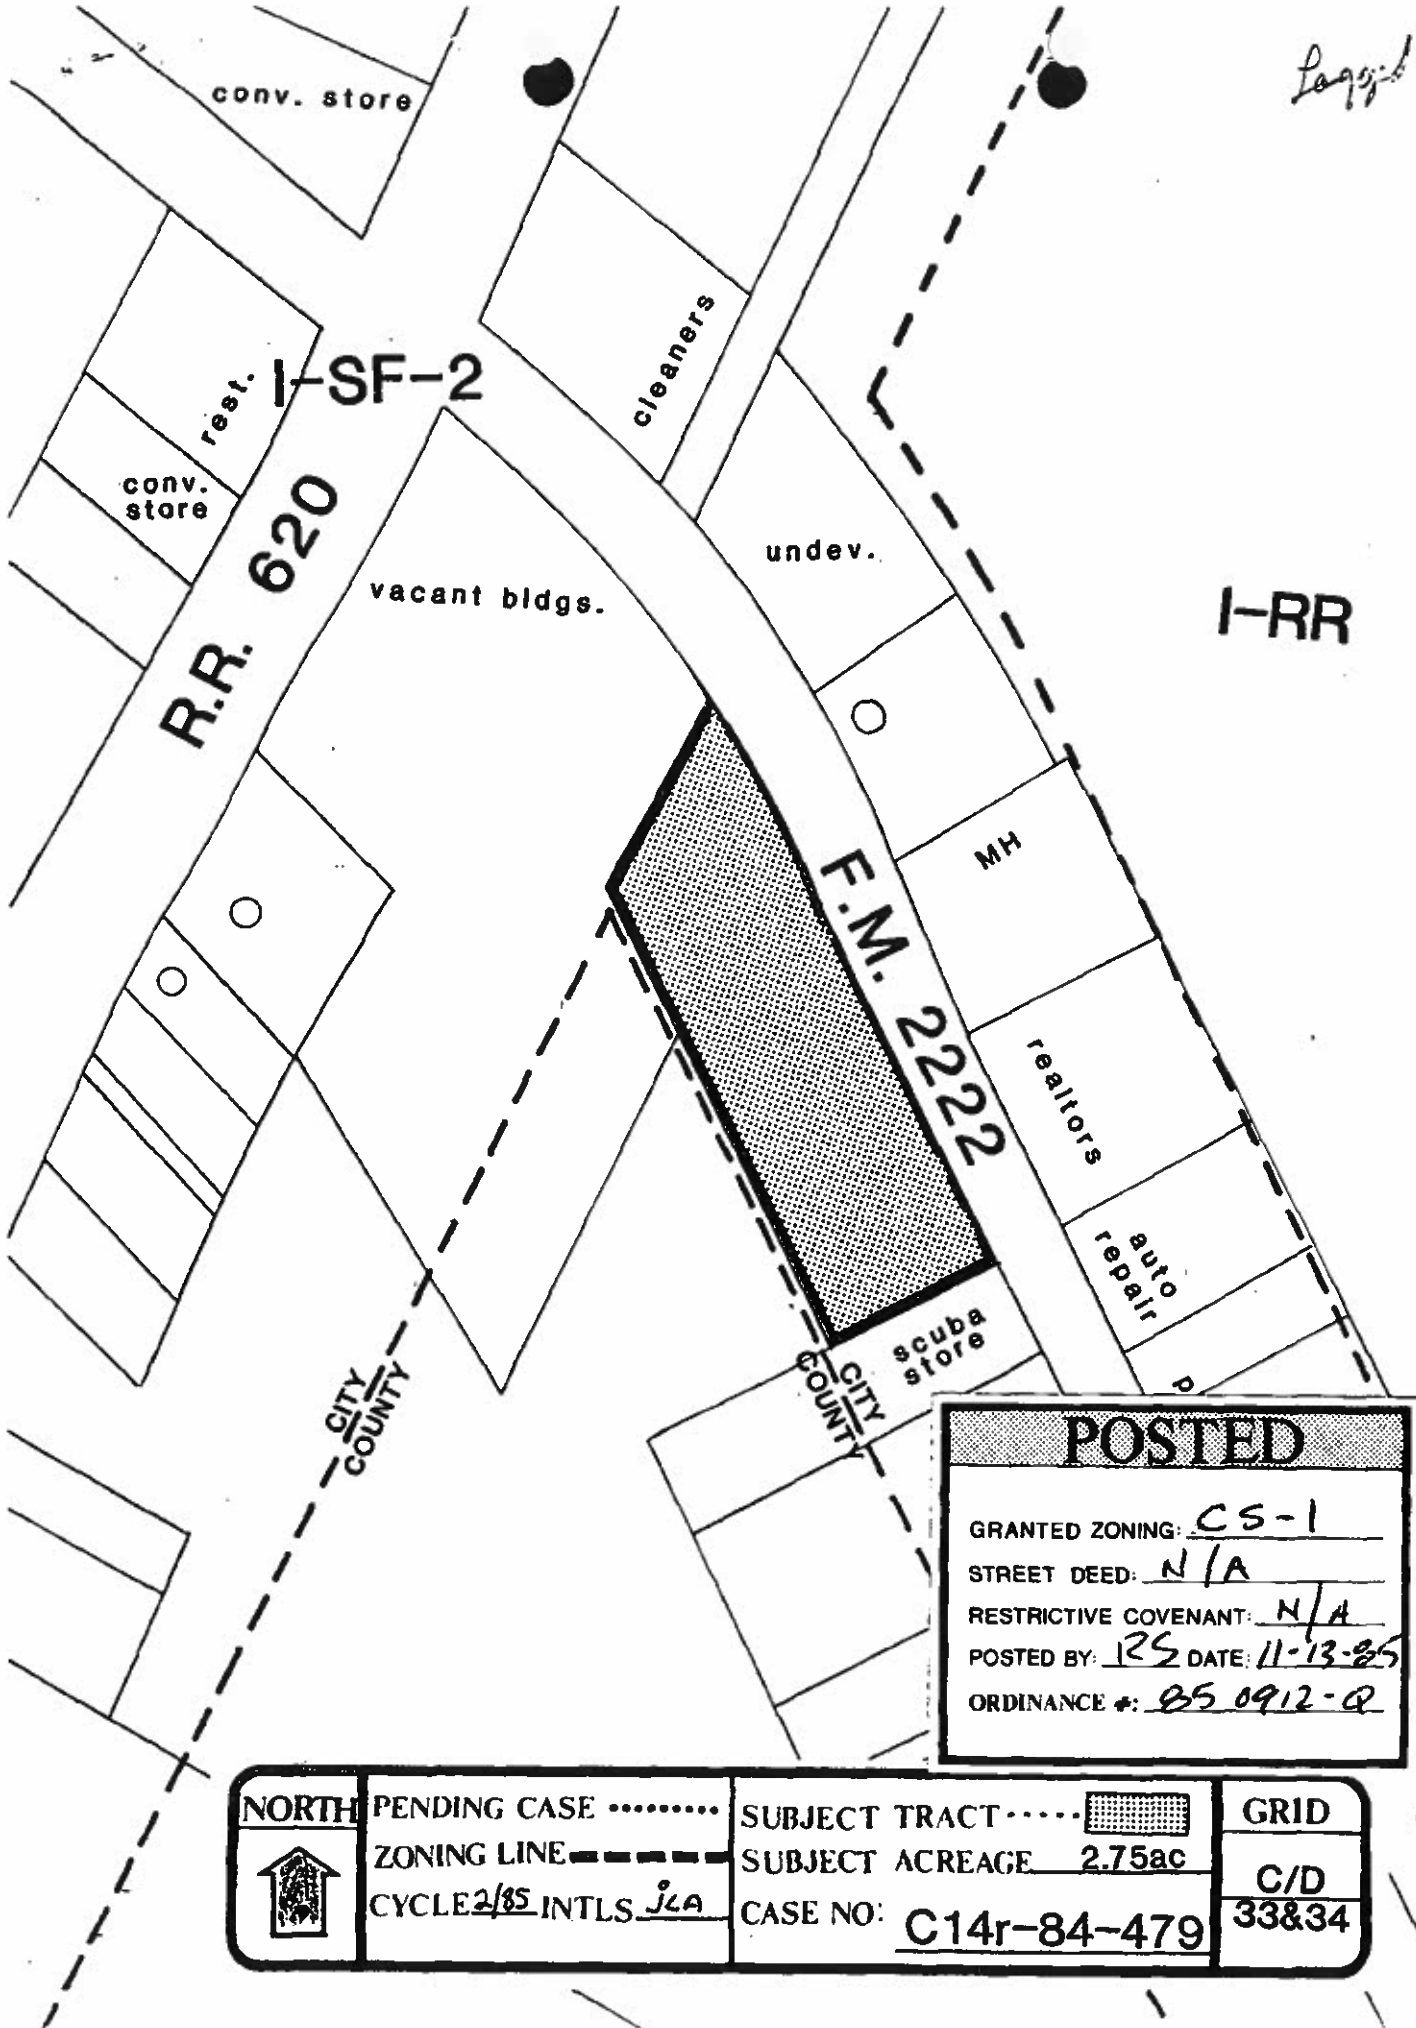 conv. store
cleaners
rest.
I-SF-2
conv.
store
R.R. 620
vacant bldgs.
undev.
I-RR
MH
F.M. 2222
realtors
auto
repair
scuba
store
CITY
COUNTY
CITY
COUNTY
P
POSTED
GRANTED ZONING: CS-1
STREET DEED: N/A
RESTRICTIVE COVENANT: N/A
POSTED BY: RS DATE: 11-13-85
ORDINANCE #: 85 0912-Q
NORTH
PENDING CASE ··········
ZONING LINE
CYCLE 2/85 INTLS. JLA
SUBJECT TRACT ·····
SUBJECT ACREAGE 2.75ac
CASE NO: C14r-84-479
GRID
C/D
33&34